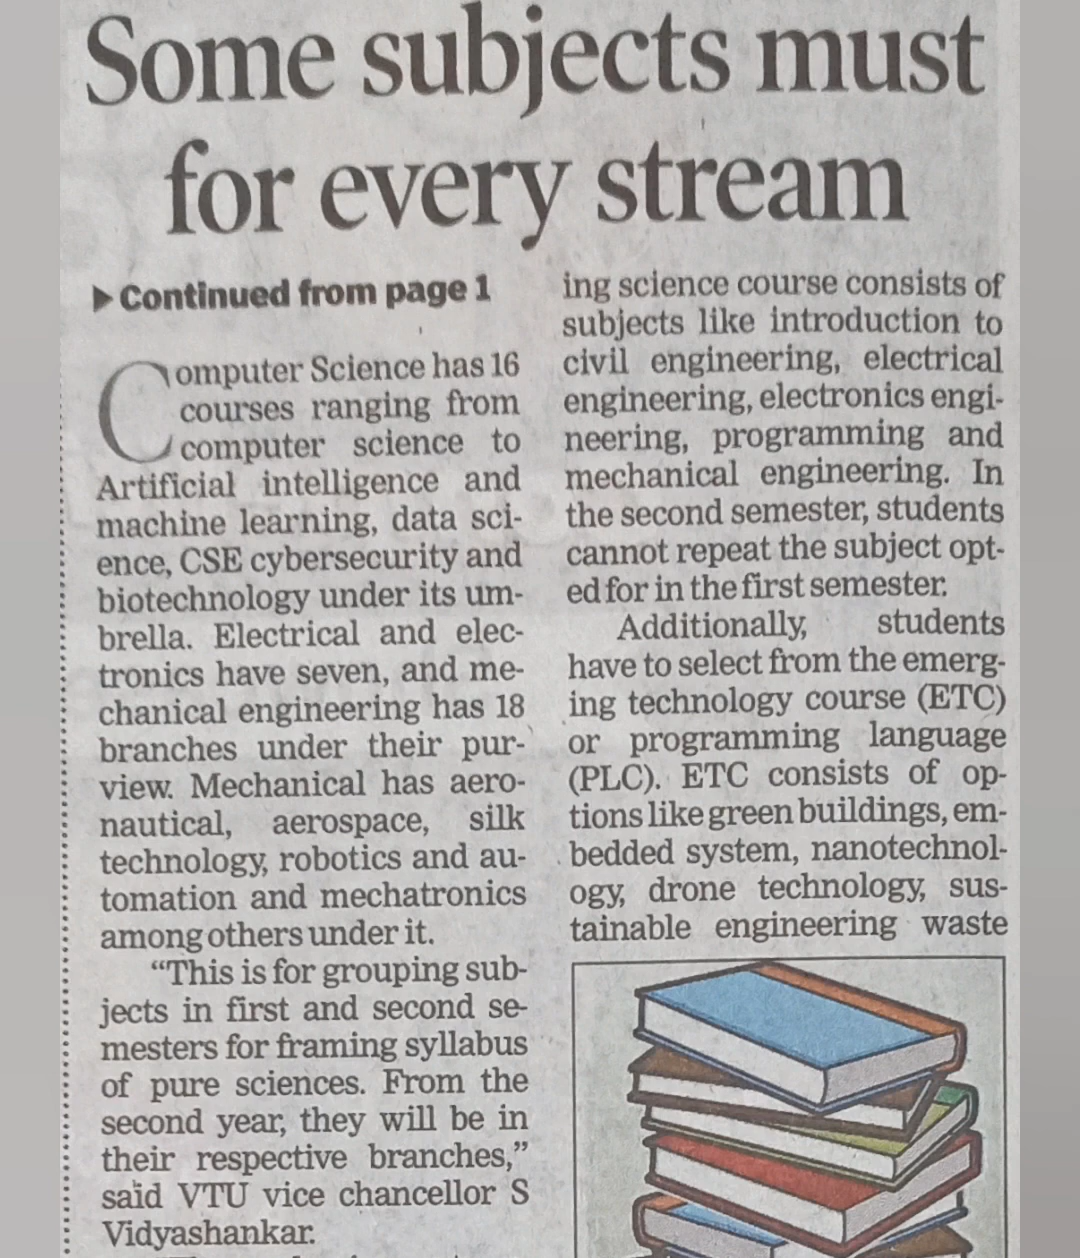 Some subjects must
for every stream
▶Continued from page 1
Computer Science has 16
courses ranging from
computer science to
Artificial intelligence and
machine learning, data sci-
ence, CSE cybersecurity and
biotechnology under its um-
brella. Electrical and elec-
tronics have seven, and me-
chanical engineering has 18
branches under their pur-
view. Mechanical has aero-
nautical, aerospace, silk
technology, robotics and au-
tomation and mechatronics
among others under it.
“This is for grouping sub-
jects in first and second se-
mesters for framing syllabus
of pure sciences. From the
second year, they will be in
their respective branches,”
said VTU vice chancellor S
Vidyashankar.
ing science course consists of
subjects like introduction to
civil engineering, electrical
engineering, electronics engi-
neering, programming and
mechanical engineering. In
the second semester, students
cannot repeat the subject opt-
ed for in the first semester.
Additionally, students
have to select from the emerg-
ing technology course (ETC)
or programming language
(PLC). ETC consists of op-
tions like green buildings, em-
bedded system, nanotechnol-
ogy, drone technology, sus-
tainable engineering waste